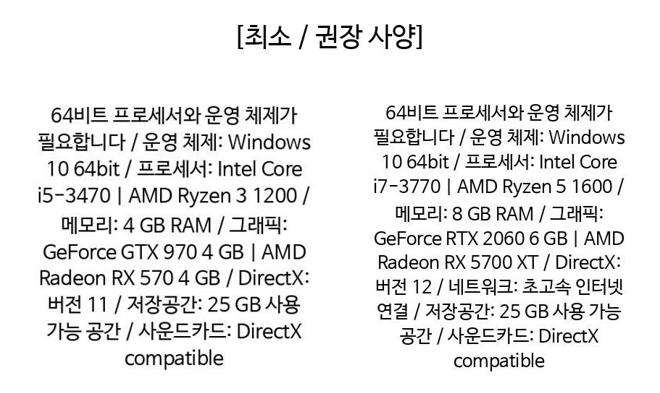 [최소 / 권장 사양]
64비트 프로세서와 운영 체제가
필요합니다 / 운영 체제: Windows
10 64bit / 프로세서: Intel Core
i5-3470 | AMD Ryzen 3 1200 /
메모리: 4 GB RAM / 그래픽:
GeForce GTX 970 4 GB | AMD
Radeon RX 570 4 GB / DirectX:
버전 11 / 저장공간: 25 GB 사용
가능 공간 / 사운드카드: DirectX
compatible
64비트 프로세서와 운영 체제가
필요합니다 / 운영 체제: Windows
10 64bit / 프로세서: Intel Core
i7-3770 | AMD Ryzen 5 1600 /
메모리: 8 GB RAM / 그래픽:
GeForce RTX 2060 6 GB | AMD
Radeon RX 5700 XT / DirectX:
버전 12 / 네트워크: 초고속 인터넷
연결 / 저장공간: 25 GB 사용 가능
공간 / 사운드카드: DirectX
compatible